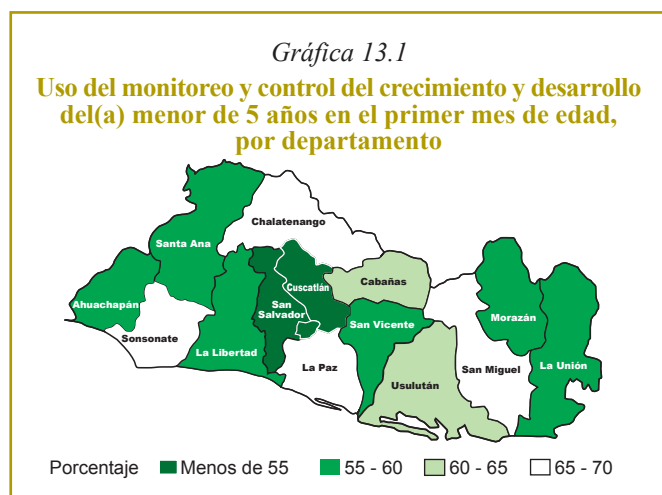 Gráfica 13.1
Uso del monitoreo y control del crecimiento y desarrollo
del(a) menor de 5 años en el primer mes de edad,
por departamento
Chalatenango
Santa Ana
Cabañas
Cuscatlán
Ahuachapán
San
Salvador
San Vicente
Morazán
Sonsonate
La Libertad
La Paz
San Miguel
La Unión
Usulután
Porcentaje Menos de 55 55 - 60 60 - 65 65 - 70